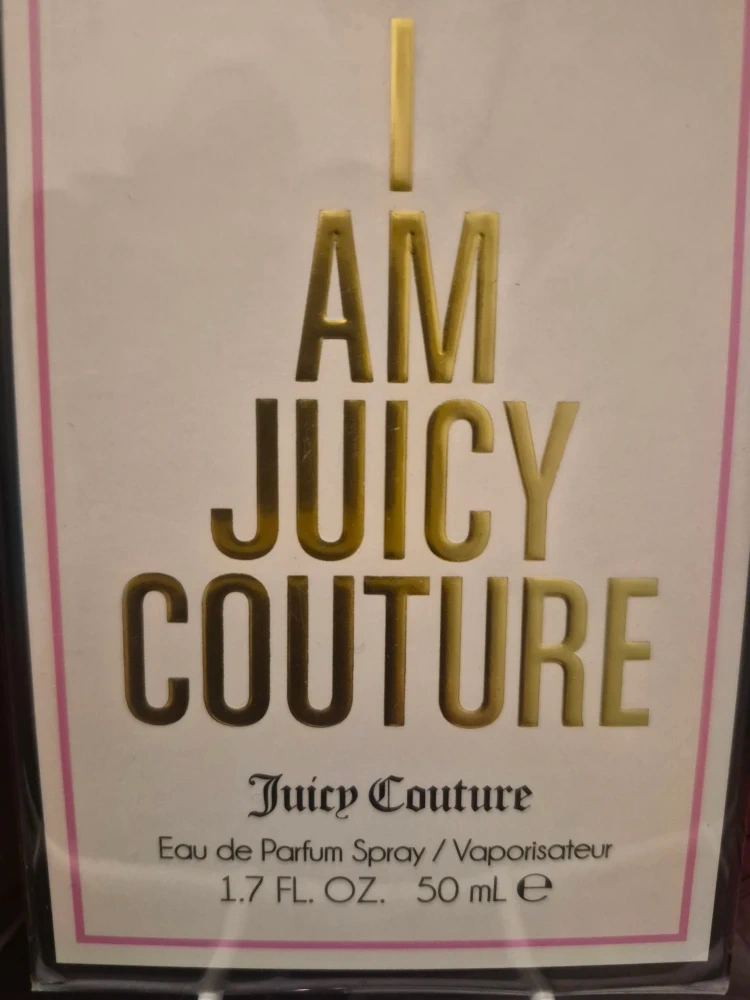 I
AM
JUICY
COUTURE
Juicy Couture
Eau de Parfum Spray / Vaporisateur
1.7 FL. OZ. 50 mL ℮